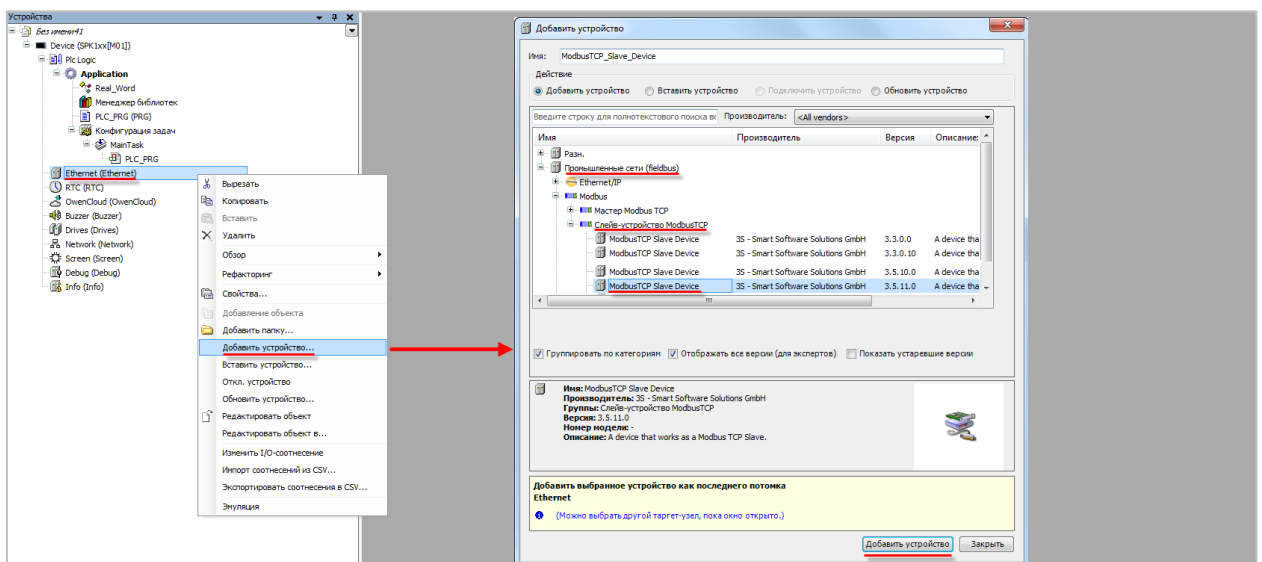 Устройства
Без имени41
Device (SPK1xx[M01])
Plc Logic
Application
Real_Word
Менеджер библиотек
PLC_PRG (PRG)
Конфигурация задач
MainTask
PLC_PRG
Ethernet (Ethernet)
RTC (RTC)
OwenCloud (OwenCloud)
Buzzer (Buzzer)
Drives (Drives)
Network (Network)
Screen (Screen)
Debug (Debug)
Info (Info)
Вырезать
Копировать
Вставить
Удалить
Обзор
Рефакторинг
Свойства...
Добавление объекта
Добавить папку...
Добавить устройство...
Вставить устройство...
Откл. устройство
Обновить устройство...
Редактировать объект
Редактировать объект в...
Изменить I/O-соотнесение
Импорт соотнесений из CSV...
Экспортировать соотнесения в CSV...
Эмуляция
Добавить устройство
Имя: ModbusTCP_Slave_Device
Действие
Добавить устройство Вставить устройство Подключить устройство Обновить устройство
Введите строку для полнотекстового поиска вс Производитель: <All vendors>
Имя Производитель Версия Описание:
Разн.
Промышленные сети (fieldbus)
Ethernet/IP
Modbus
Мастер Modbus TCP
Слейв-устройство ModbusTCP
ModbusTCP Slave Device 3S - Smart Software Solutions GmbH 3.3.0.0 A device tha
ModbusTCP Slave Device 3S - Smart Software Solutions GmbH 3.3.0.10 A device tha
ModbusTCP Slave Device 3S - Smart Software Solutions GmbH 3.5.10.0 A device tha
ModbusTCP Slave Device 3S - Smart Software Solutions GmbH 3.5.11.0 A device tha
Группировать по категориям Отображать все версии (для экспертов) Показать устаревшие версии
Имя: ModbusTCP Slave Device
Производитель: 3S - Smart Software Solutions GmbH
Группы: Слейв-устройство ModbusTCP
Версия: 3.5.11.0
Номер модели: -
Описание: A device that works as a Modbus TCP Slave.
Добавить выбранное устройство как последнего потомка
Ethernet
(Можно выбрать другой таргет-узел, пока окно открыто.)
Добавить устройство Закрыть